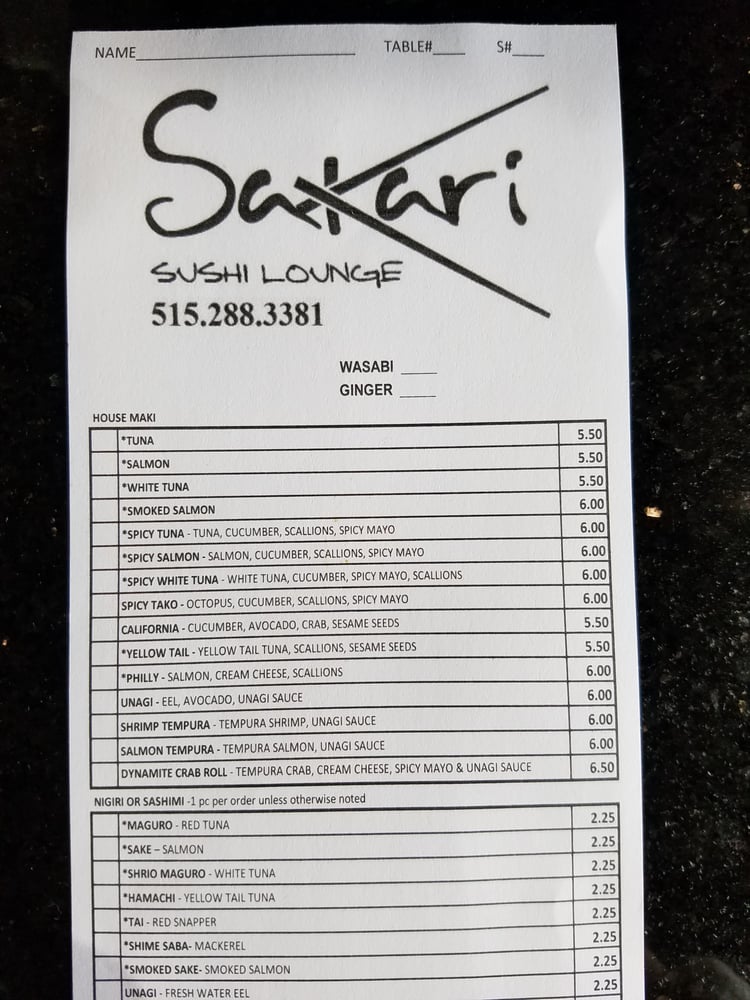 NAME____________________ TABLE#____ S#____
Sakari
SUSHI LOUNGE
515.288.3381
WASABI ____
GINGER ____
HOUSE MAKI
*TUNA 5.50
*SALMON 5.50
*WHITE TUNA 5.50
*SMOKED SALMON 6.00
*SPICY TUNA - TUNA, CUCUMBER, SCALLIONS, SPICY MAYO 6.00
*SPICY SALMON - SALMON, CUCUMBER, SCALLIONS, SPICY MAYO 6.00
*SPICY WHITE TUNA - WHITE TUNA, CUCUMBER, SPICY MAYO, SCALLIONS 6.00
SPICY TAKO - OCTOPUS, CUCUMBER, SCALLIONS, SPICY MAYO 6.00
CALIFORNIA - CUCUMBER, AVOCADO, CRAB, SESAME SEEDS 5.50
*YELLOW TAIL - YELLOW TAIL TUNA, SCALLIONS, SESAME SEEDS 5.50
*PHILLY - SALMON, CREAM CHEESE, SCALLIONS 6.00
UNAGI - EEL, AVOCADO, UNAGI SAUCE 6.00
SHRIMP TEMPURA - TEMPURA SHRIMP, UNAGI SAUCE 6.00
SALMON TEMPURA - TEMPURA SALMON, UNAGI SAUCE 6.00
DYNAMITE CRAB ROLL - TEMPURA CRAB, CREAM CHEESE, SPICY MAYO & UNAGI SAUCE 6.50
NIGIRI OR SASHIMI -1 pc per order unless otherwise noted
*MAGURO - RED TUNA 2.25
*SAKE – SALMON 2.25
*SHRIO MAGURO - WHITE TUNA 2.25
*HAMACHI - YELLOW TAIL TUNA 2.25
*TAI - RED SNAPPER 2.25
*SHIME SABA- MACKEREL 2.25
*SMOKED SAKE- SMOKED SALMON 2.25
UNAGI - FRESH WATER EEL 2.25